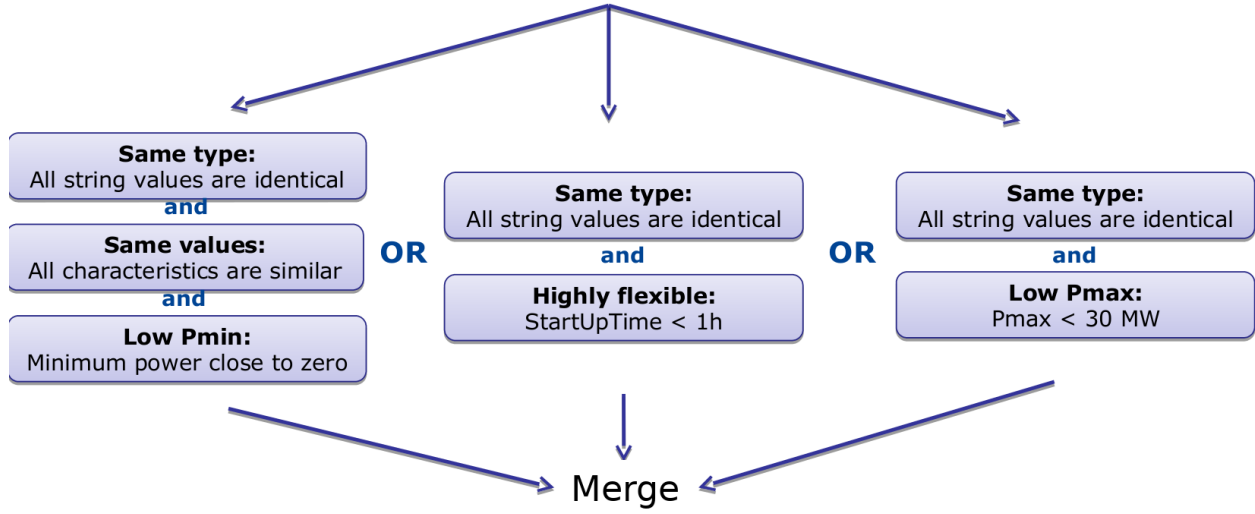 Same type:
All string values are identical
and
Same values:
All characteristics are similar
and
Low Pmin:
Minimum power close to zero
OR
Same type:
All string values are identical
and
Highly flexible:
StartUpTime < 1h
OR
Same type:
All string values are identical
and
Low Pmax:
Pmax < 30 MW
Merge